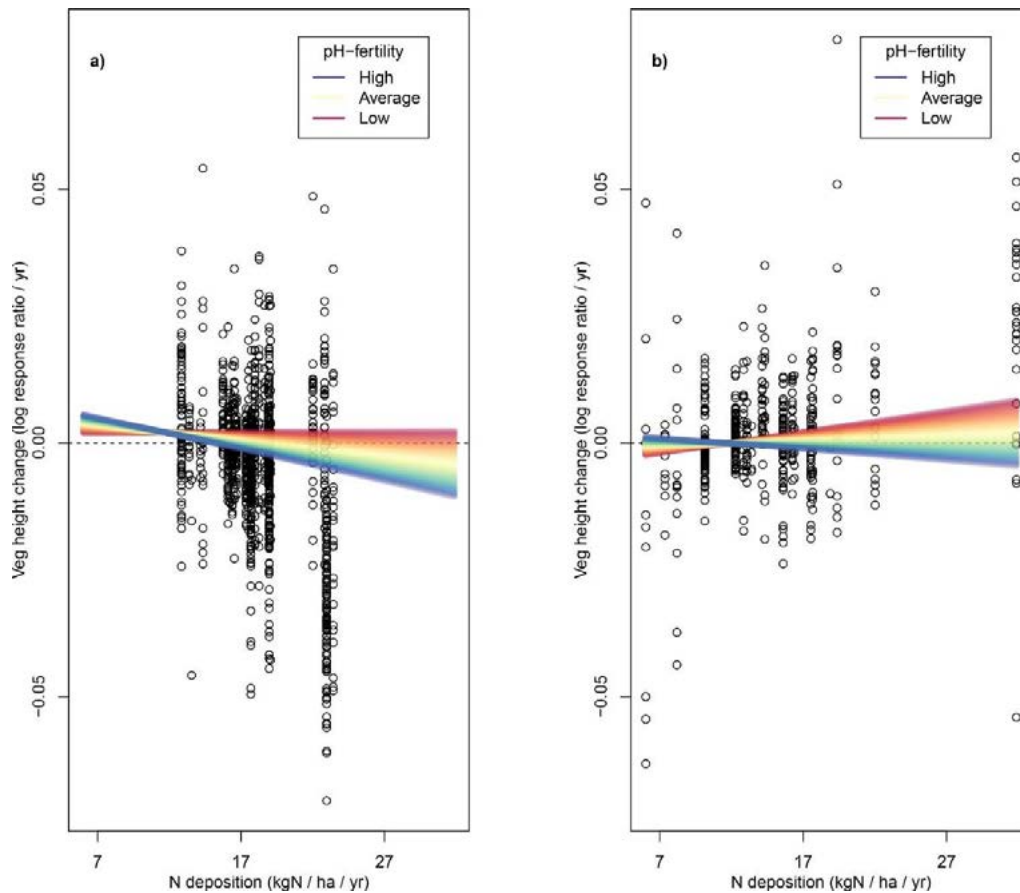 a)
pH−fertility
High
Average
Low
Veg height change (log response ratio / yr)
0.05
0.00
−0.05
7 17 27
N deposition (kgN / ha / yr)
b)
pH−fertility
High
Average
Low
Veg height change (log response ratio / yr)
0.05
0.00
−0.05
7 17 27
N deposition (kgN / ha / yr)